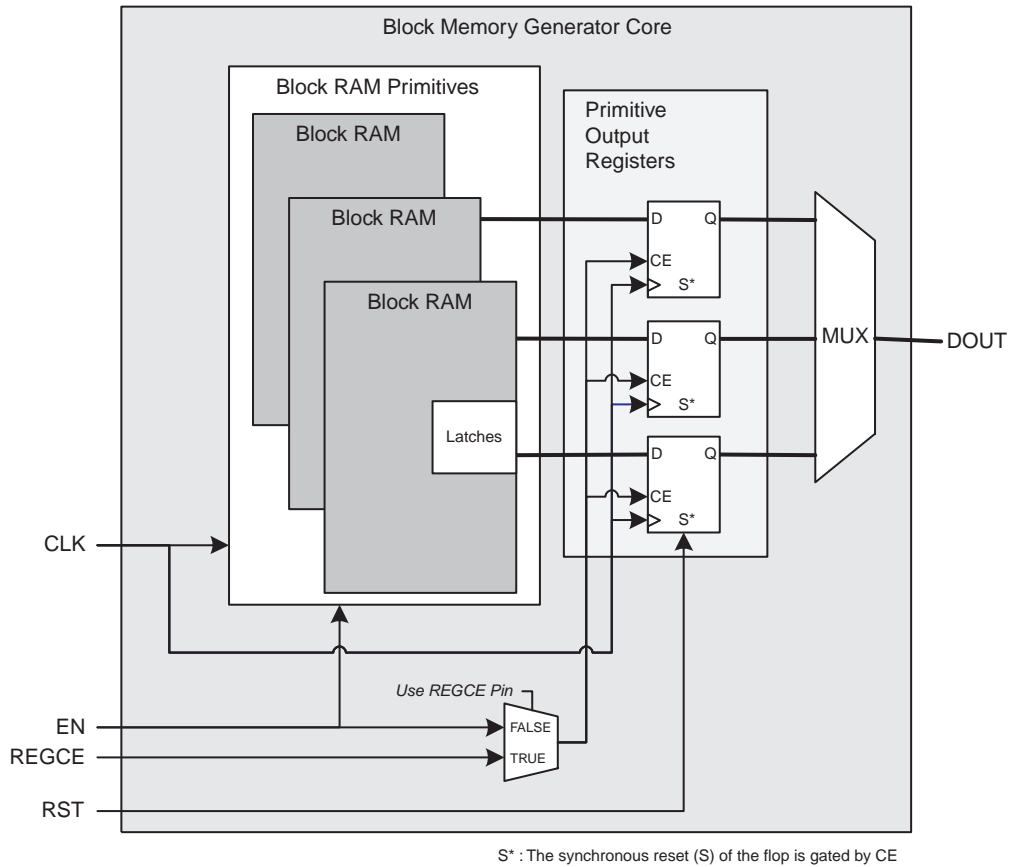 Block Memory Generator Core
Block RAM Primitives
Block RAM
Block RAM
Block RAM
Latches
Primitive
Output
Registers
D Q
CE
S*
D Q
CE
S*
D Q
CE
S*
MUX
DOUT
CLK
Use REGCE Pin
EN
FALSE
REGCE
TRUE
RST
S* : The synchronous reset (S) of the flop is gated by CE